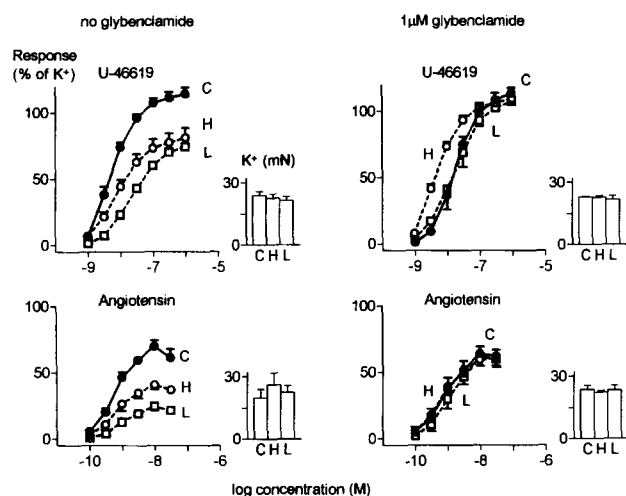 no glybenclamide
1μM glybenclamide
Response
(% of K+)
U-46619
C
H
L
100
50
0
-9
-7
-5
K+ (mN)
30
0
C H L
U-46619
C
H
L
100
50
0
-9
-7
-5
30
0
C H L
Angiotensin
C
H
L
100
50
0
-10
-8
-6
30
0
C H L
Angiotensin
C
H
L
100
50
0
-10
-8
-6
30
0
C H L
log concentration (M)